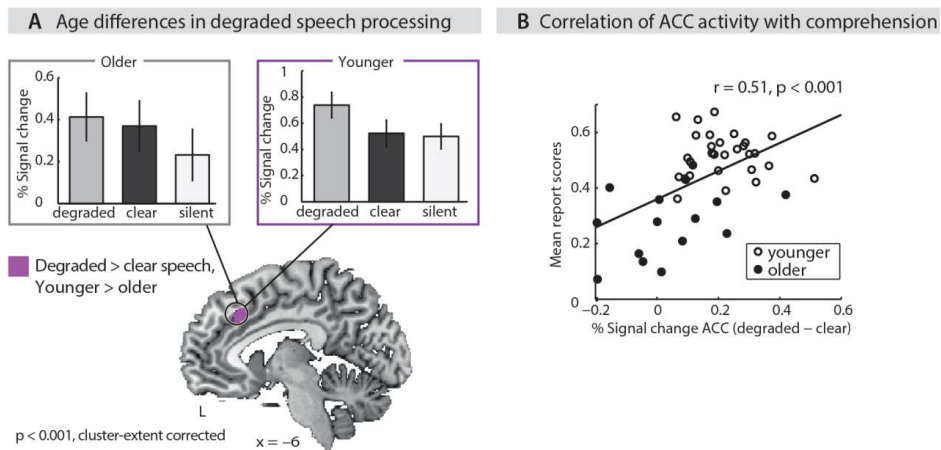 A Age differences in degraded speech processing
Older
% Signal change
0.6
0.4
0.2
0
degraded clear silent
Younger
% Signal change
1
0.8
0.6
0.4
0.2
0
degraded clear silent
Degraded > clear speech,
Younger > older
L
p < 0.001, cluster-extent corrected
x = −6
B Correlation of ACC activity with comprehension
r = 0.51, p < 0.001
Mean report scores
0.6
0.4
0.2
0
younger
older
−0.2 0 0.2 0.4 0.6
% Signal change ACC (degraded − clear)